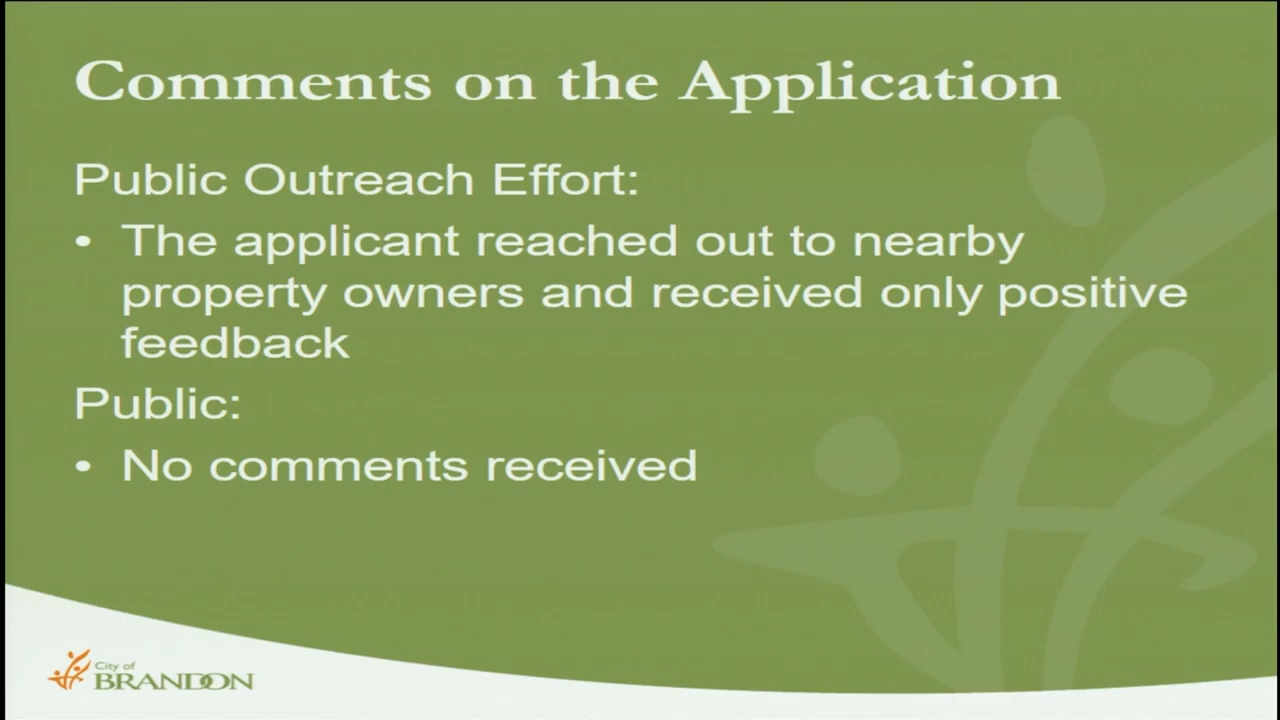 Comments on the Application
Public Outreach Effort:
• The applicant reached out to nearby
property owners and received only positive
feedback
Public:
• No comments received
City of
BRANDON